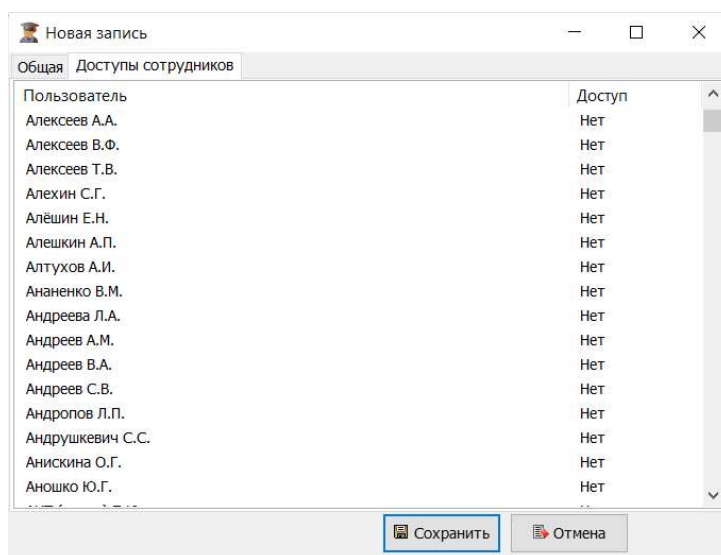 Новая запись
Общая Доступы сотрудников
Пользователь Доступ
Алексеев А.А. Нет
Алексеев В.Ф. Нет
Алексеев Т.В. Нет
Алехин С.Г. Нет
Алёшин Е.Н. Нет
Алешкин А.П. Нет
Алтухов А.И. Нет
Ананенко В.М. Нет
Андреева Л.А. Нет
Андреев А.М. Нет
Андреев В.А. Нет
Андреев С.В. Нет
Андропов Л.П. Нет
Андрушкевич С.С. Нет
Анискина О.Г. Нет
Аношко Ю.Г. Нет
Сохранить Отмена